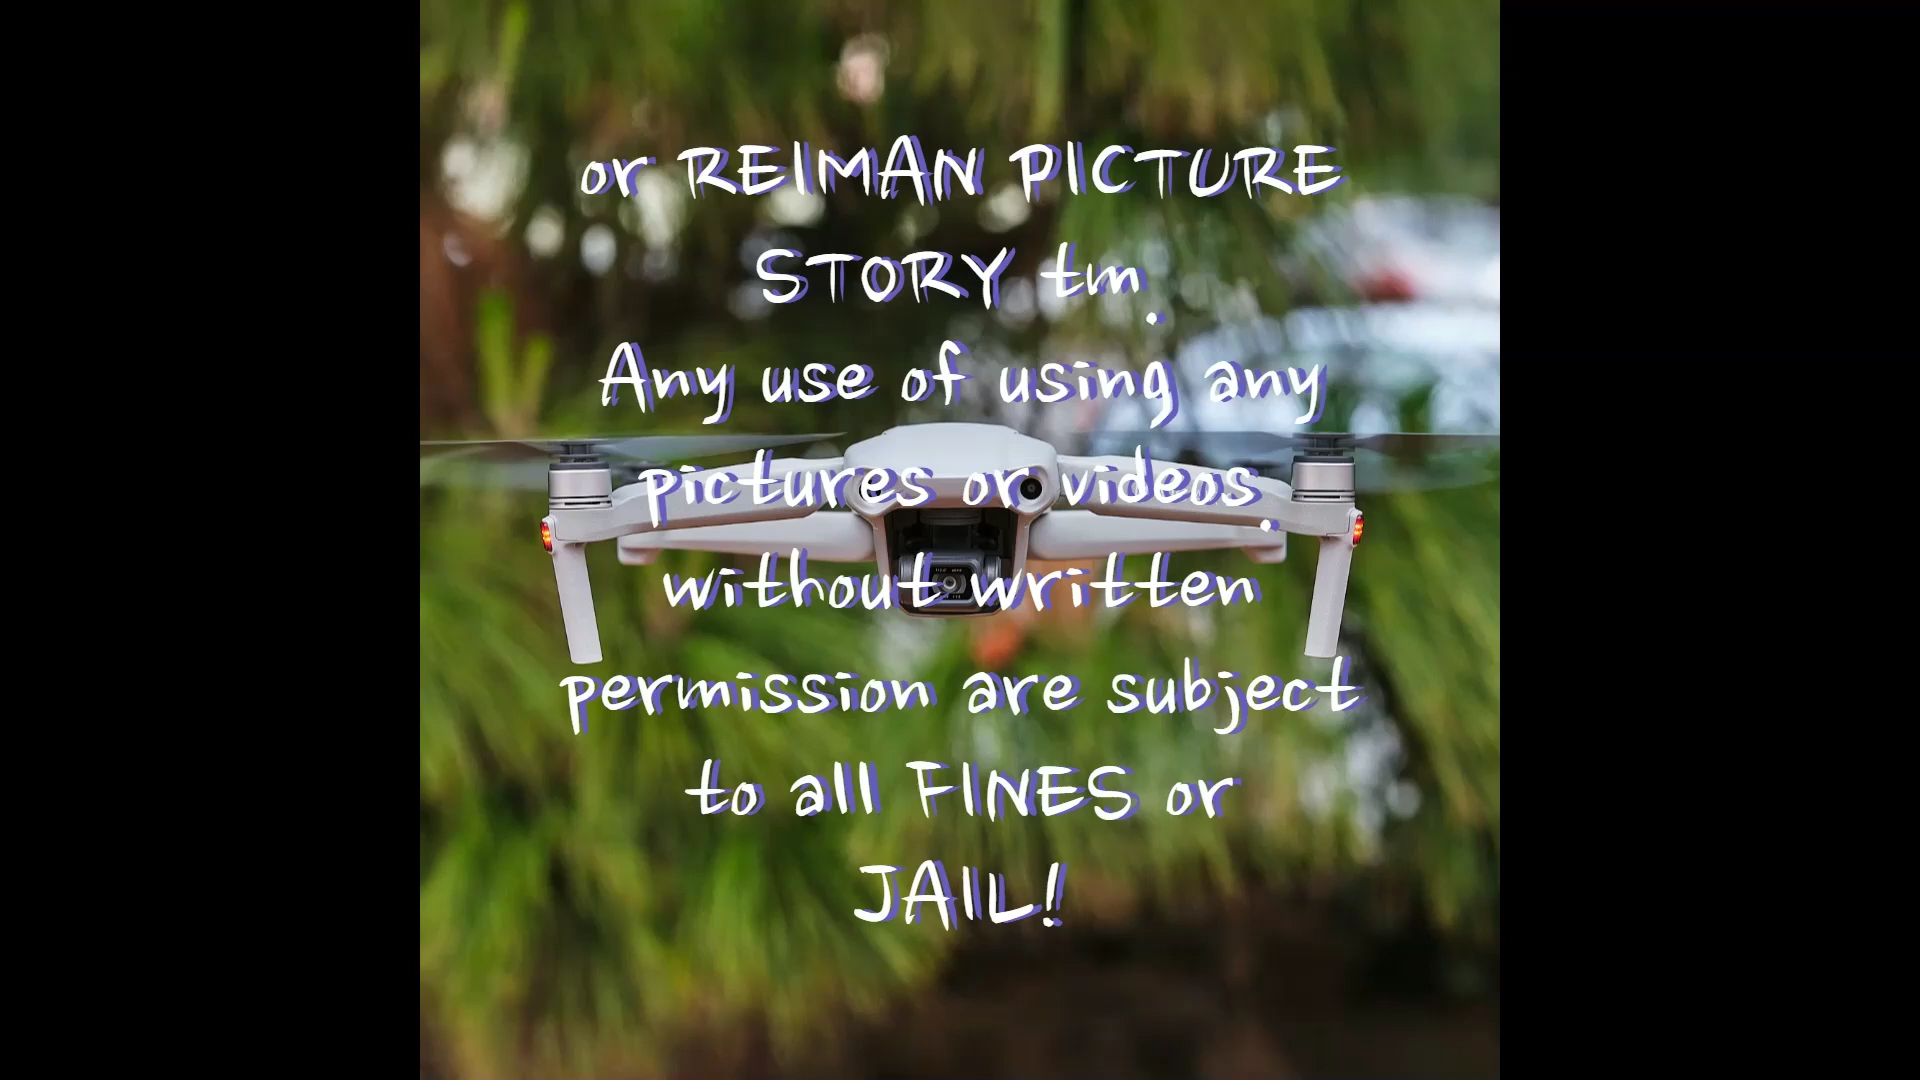 or REIMAN PICTURE
STORY tm.
Any use of using any
pictures or videos,
without written
permission are subject
to all FINES or
JAIL!